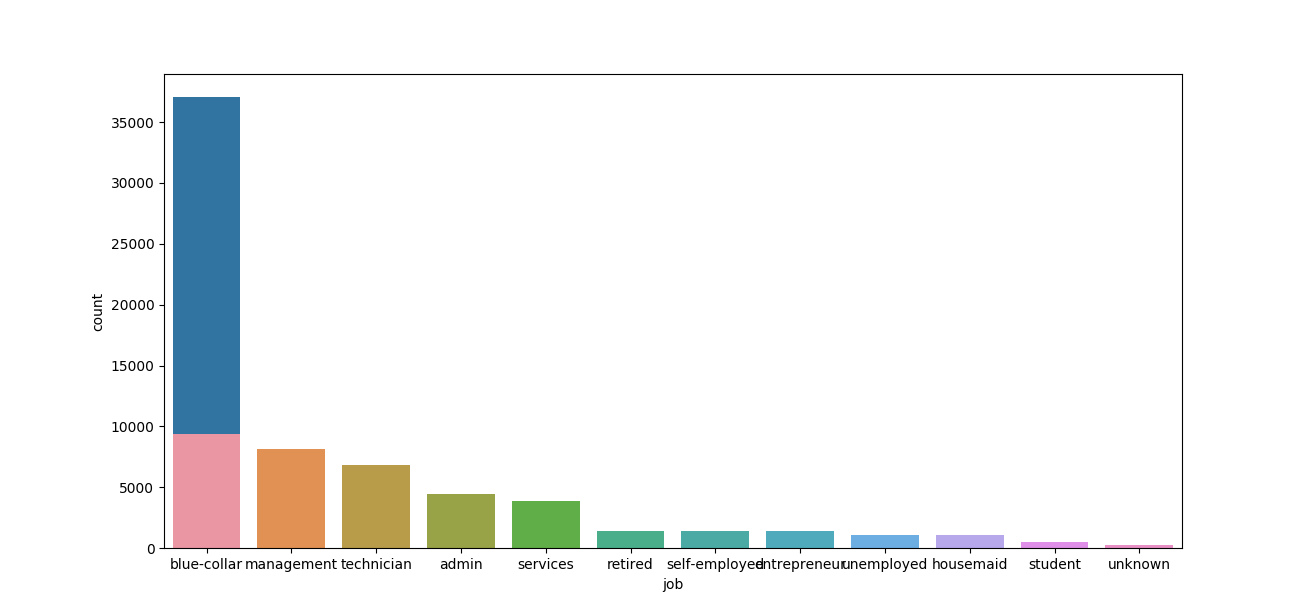 35000
30000
25000
20000
15000
10000
5000
0
count
blue-collar management technician admin services retired self-employed entrepreneur unemployed housemaid student unknown
job